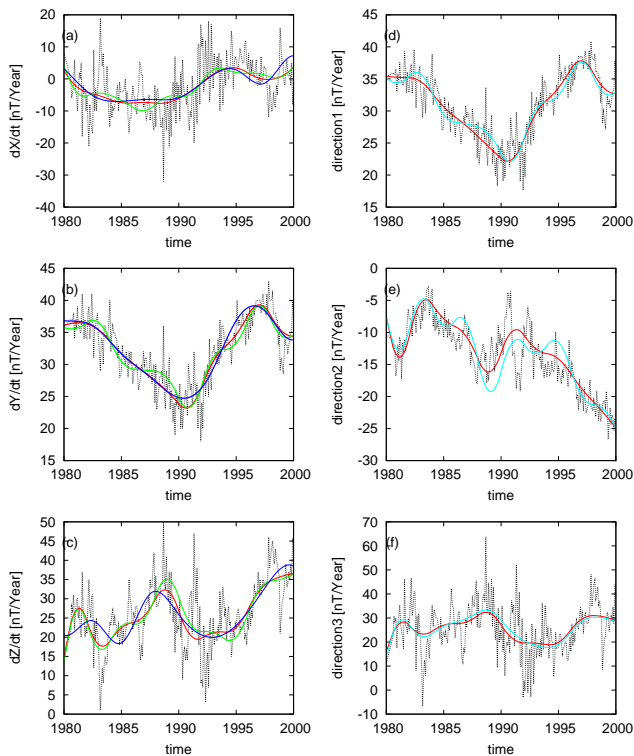 (a)
dX/dt [nT/Year]
20
10
0
-10
-20
-30
-40
1980 1985 1990 1995 2000
time
(d)
direction1 [nT/Year]
40
35
30
25
20
15
1980 1985 1990 1995 2000
time
(b)
dY/dt [nT/Year]
45
40
35
30
25
20
15
1980 1985 1990 1995 2000
time
(e)
direction2 [nT/Year]
0
-5
-10
-15
-20
-25
-30
1980 1985 1990 1995 2000
time
(c)
dZ/dt [nT/Year]
50
45
40
35
30
25
20
15
10
5
0
1980 1985 1990 1995 2000
time
(f)
direction3 [nT/Year]
70
60
50
40
30
20
10
0
-10
1980 1985 1990 1995 2000
time